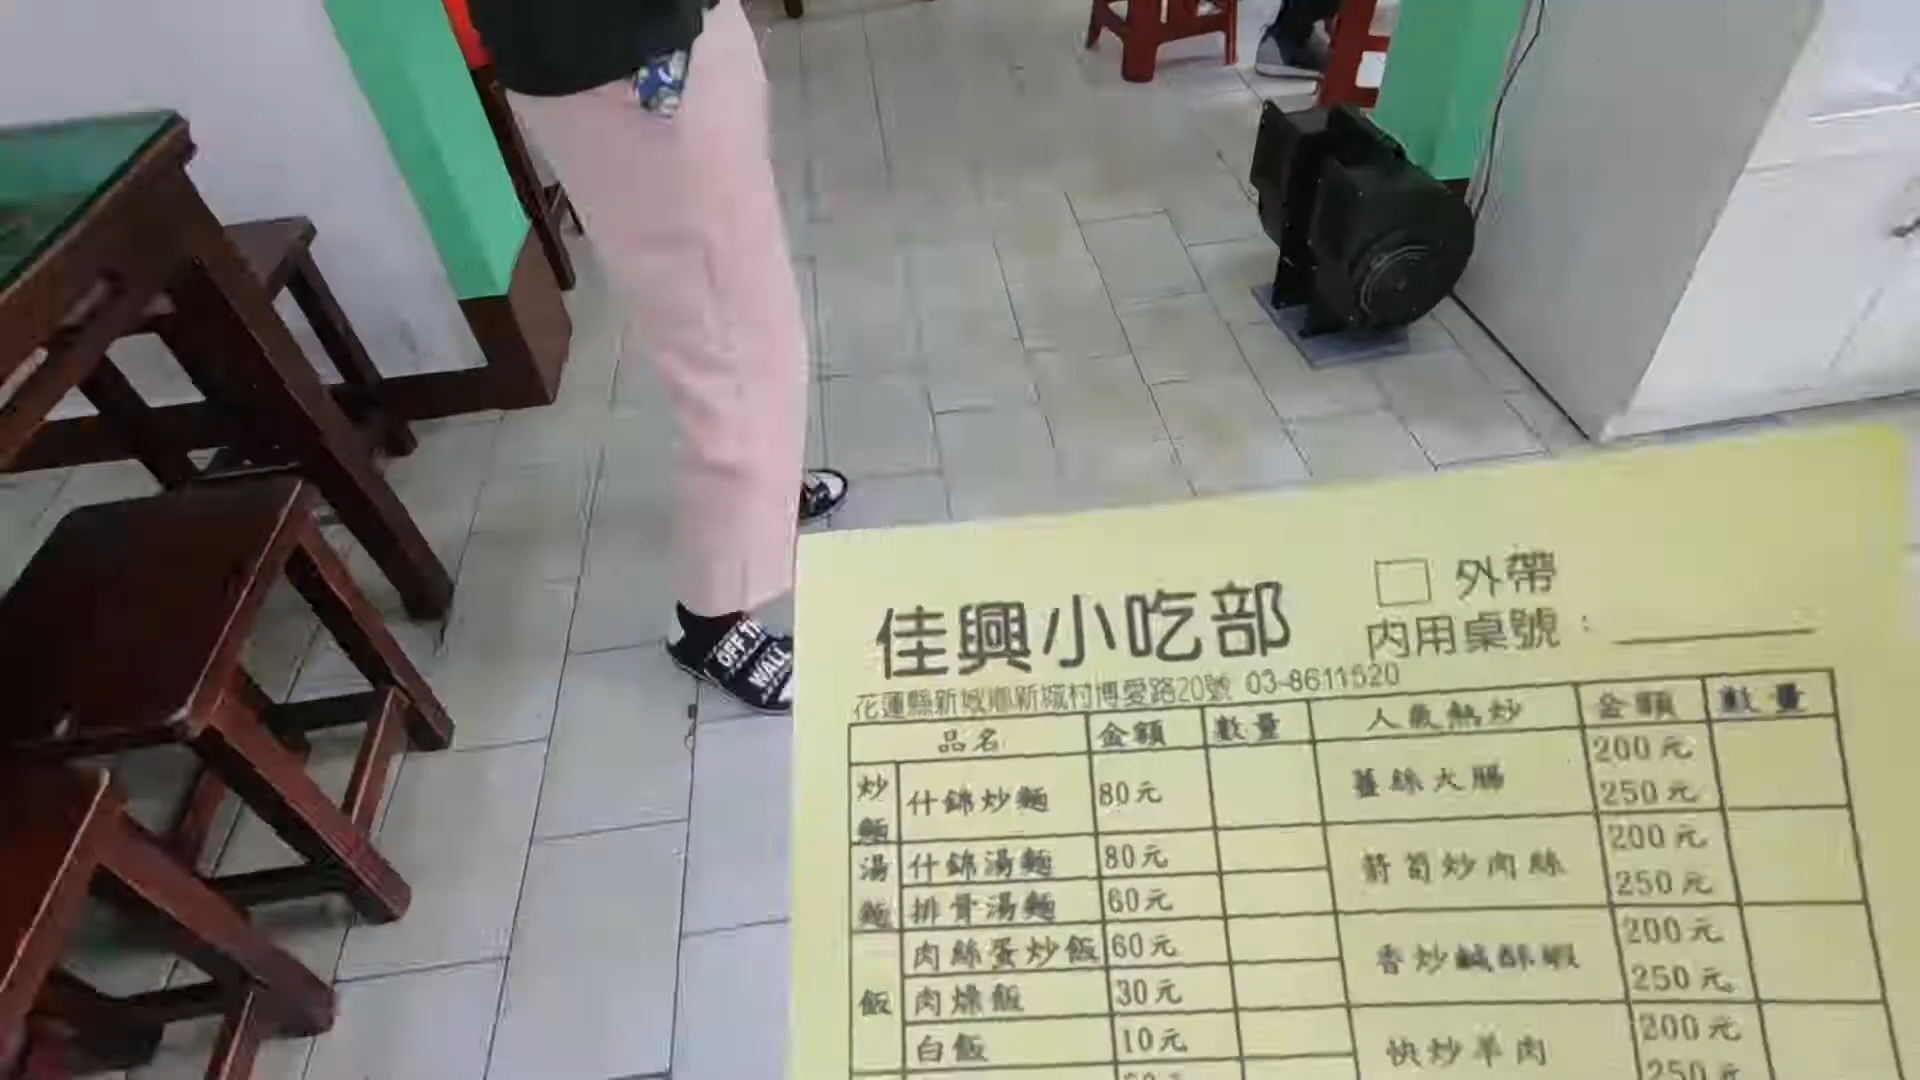 OFF THE
WALL
佳興小吃部
外帶
內用桌號：
花蓮縣新城鄉新城村博愛路20號 03-8611520
品名 金額 數量 人氣熱炒 金額 數量
炒麵 什錦炒麵 80元 薑絲大腸 200元 250元
湯麵 什錦湯麵 80元 箭筍炒肉絲 200元 250元
排骨湯麵 60元
飯 肉絲蛋炒飯 60元 香炒鹹酥蝦 200元 250元
肉燥飯 30元
白飯 10元 快炒羊肉 200元 250元